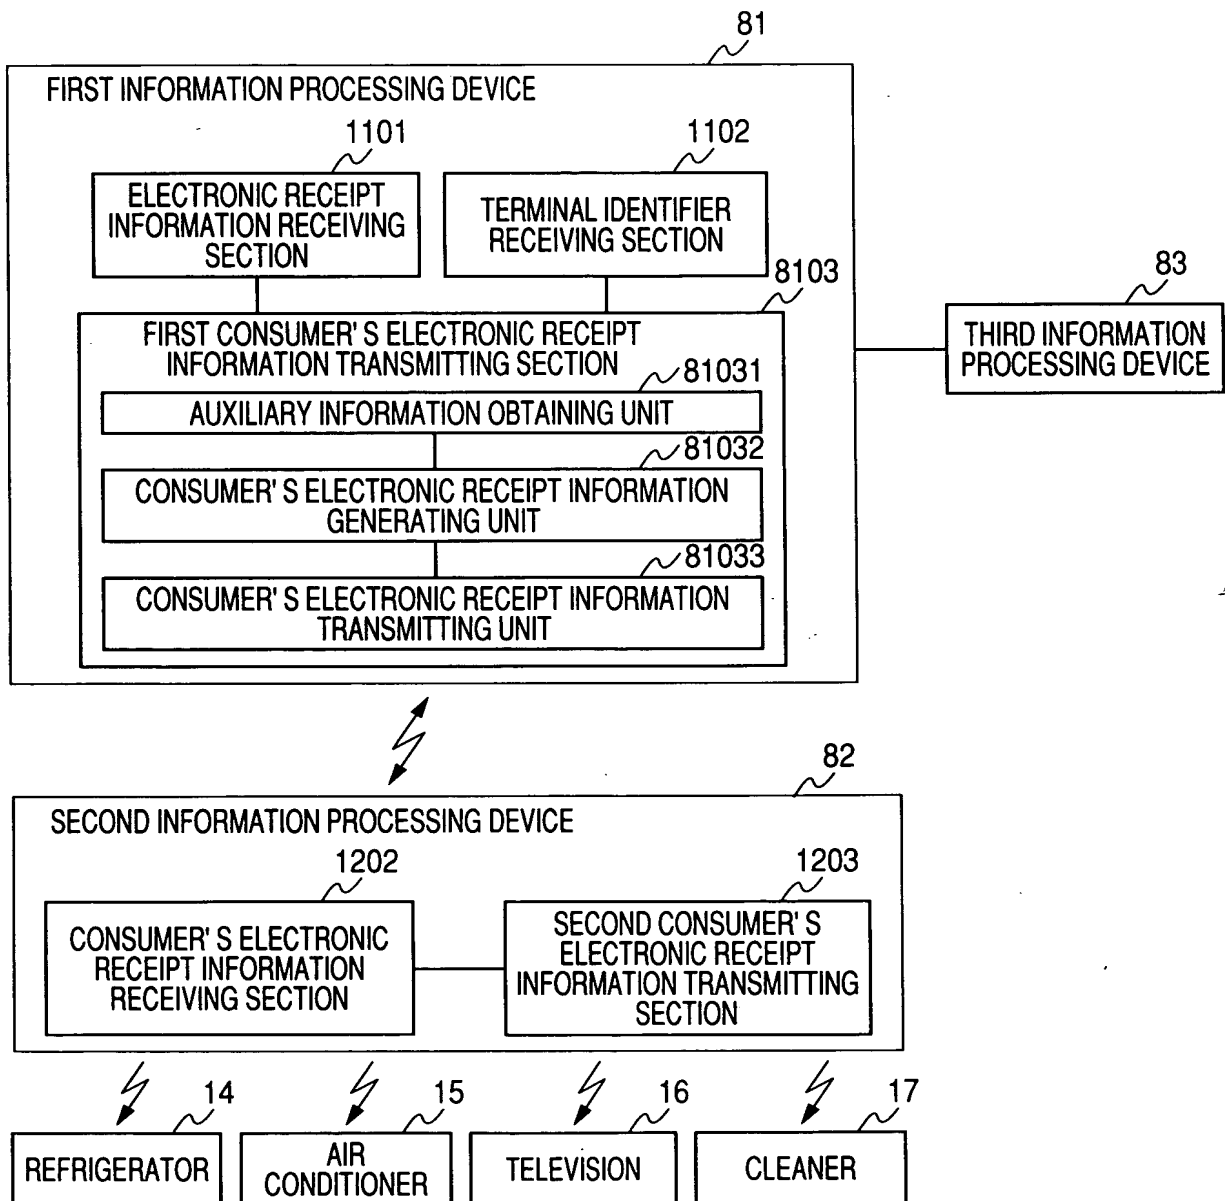 81
FIRST INFORMATION PROCESSING DEVICE
1101
1102
ELECTRONIC RECEIPT
INFORMATION RECEIVING
SECTION
TERMINAL IDENTIFIER
RECEIVING SECTION
8103
83
FIRST CONSUMER'S ELECTRONIC RECEIPT
INFORMATION TRANSMITTING SECTION
THIRD INFORMATION
PROCESSING DEVICE
81031
AUXILIARY INFORMATION OBTAINING UNIT
81032
CONSUMER'S ELECTRONIC RECEIPT INFORMATION
GENERATING UNIT
81033
CONSUMER'S ELECTRONIC RECEIPT INFORMATION
TRANSMITTING UNIT
82
SECOND INFORMATION PROCESSING DEVICE
1202
1203
CONSUMER'S ELECTRONIC
RECEIPT INFORMATION
RECEIVING SECTION
SECOND CONSUMER'S
ELECTRONIC RECEIPT
INFORMATION TRANSMITTING
SECTION
14
15
16
17
REFRIGERATOR
AIR
CONDITIONER
TELEVISION
CLEANER